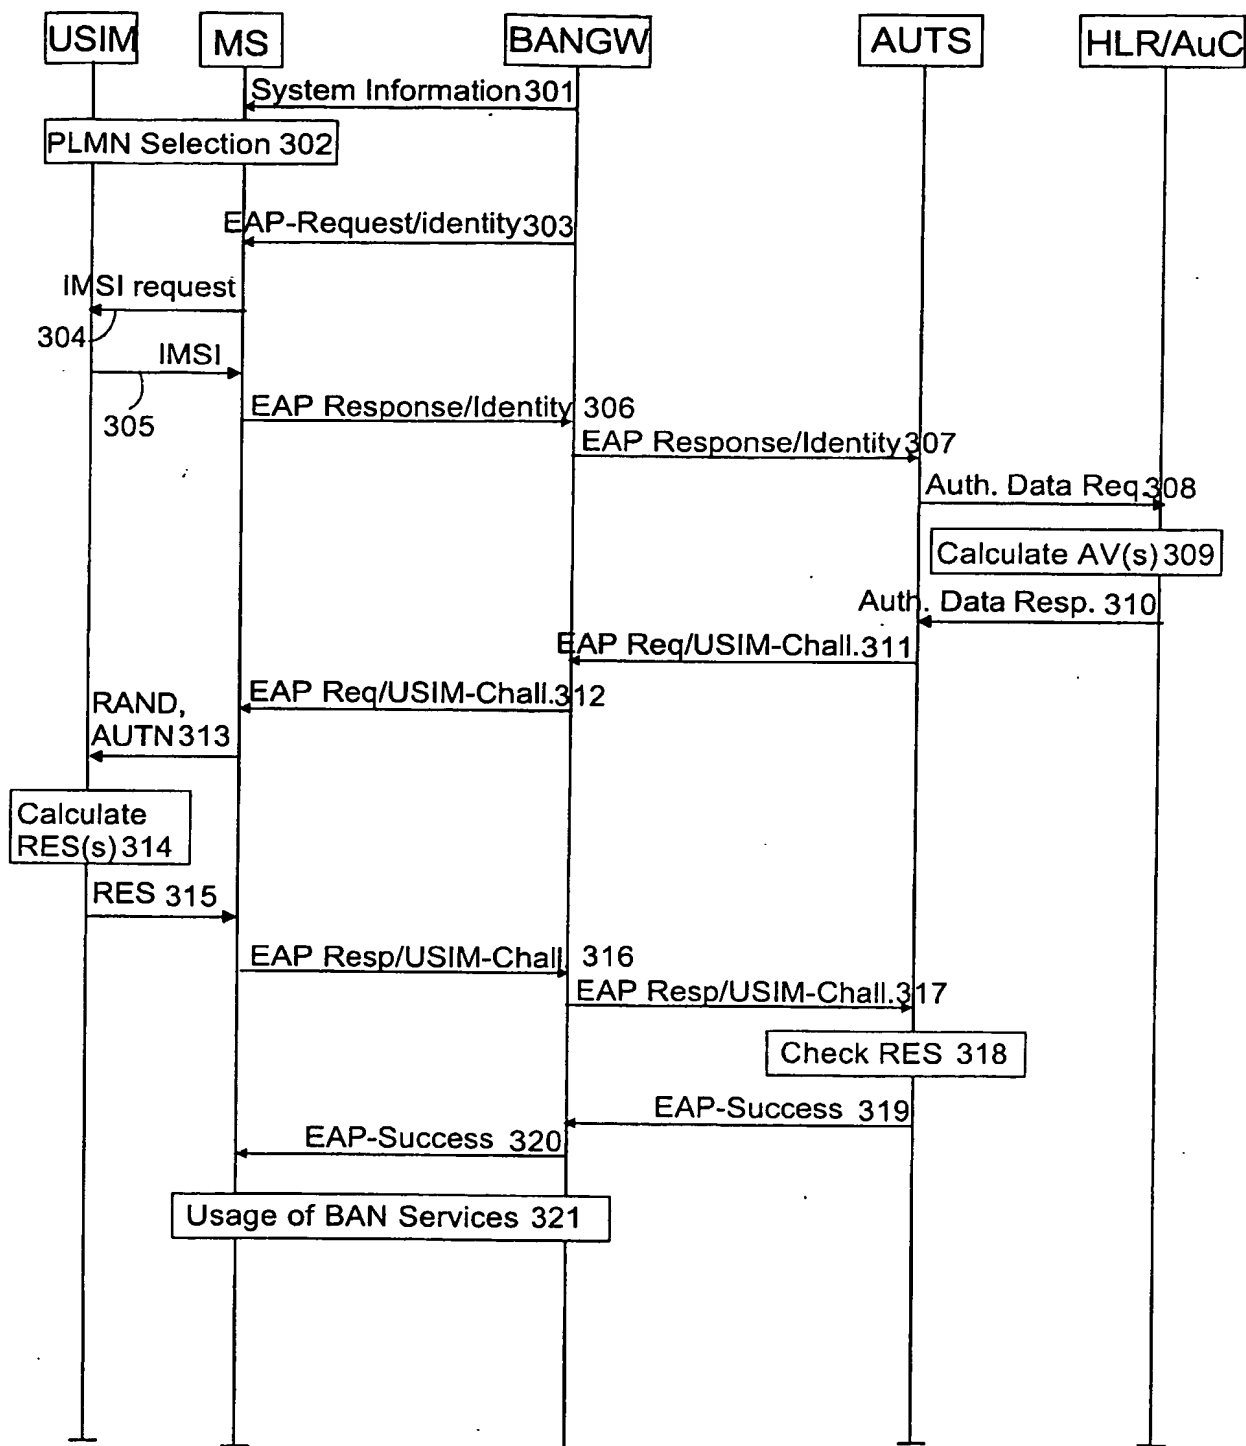 USIM
MS
BANGW
AUTS
HLR/AuC
System Information 301
PLMN Selection 302
EAP-Request/identity 303
IMSI request
304
IMSI
305
EAP Response/Identity 306
EAP Response/Identity 307
Auth. Data Req. 308
Calculate AV(s) 309
Auth. Data Resp. 310
EAP Req/USIM-Chall. 311
EAP Req/USIM-Chall. 312
RAND,
AUTN 313
Calculate
RES(s) 314
RES 315
EAP Resp/USIM-Chall. 316
EAP Resp/USIM-Chall. 317
Check RES 318
EAP-Success 319
EAP-Success 320
Usage of BAN Services 321